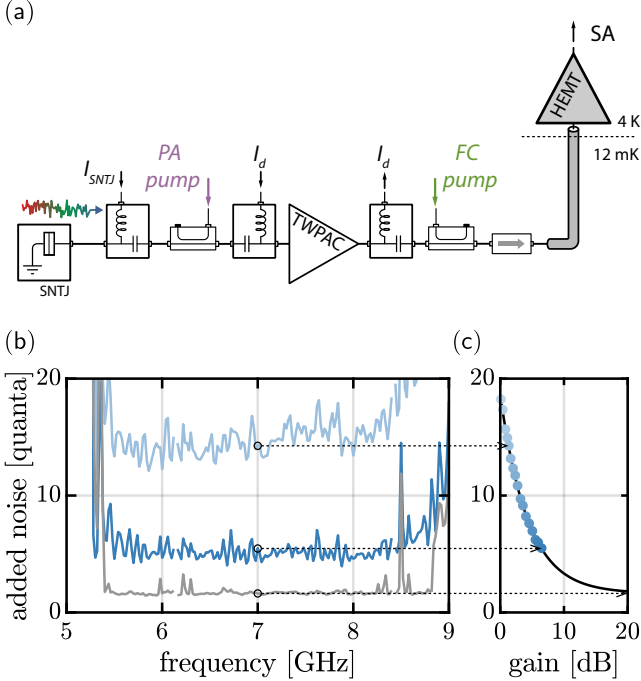 (a)
SA
HEMT
4 K
12 mK
I_SNTJ
PA
pump
I_d
I_d
FC
pump
TWPAC
SNTJ
(b)
(c)
added noise [quanta]
20
10
0
5
6
7
8
9
frequency [GHz]
20
10
0
0
10
20
gain [dB]